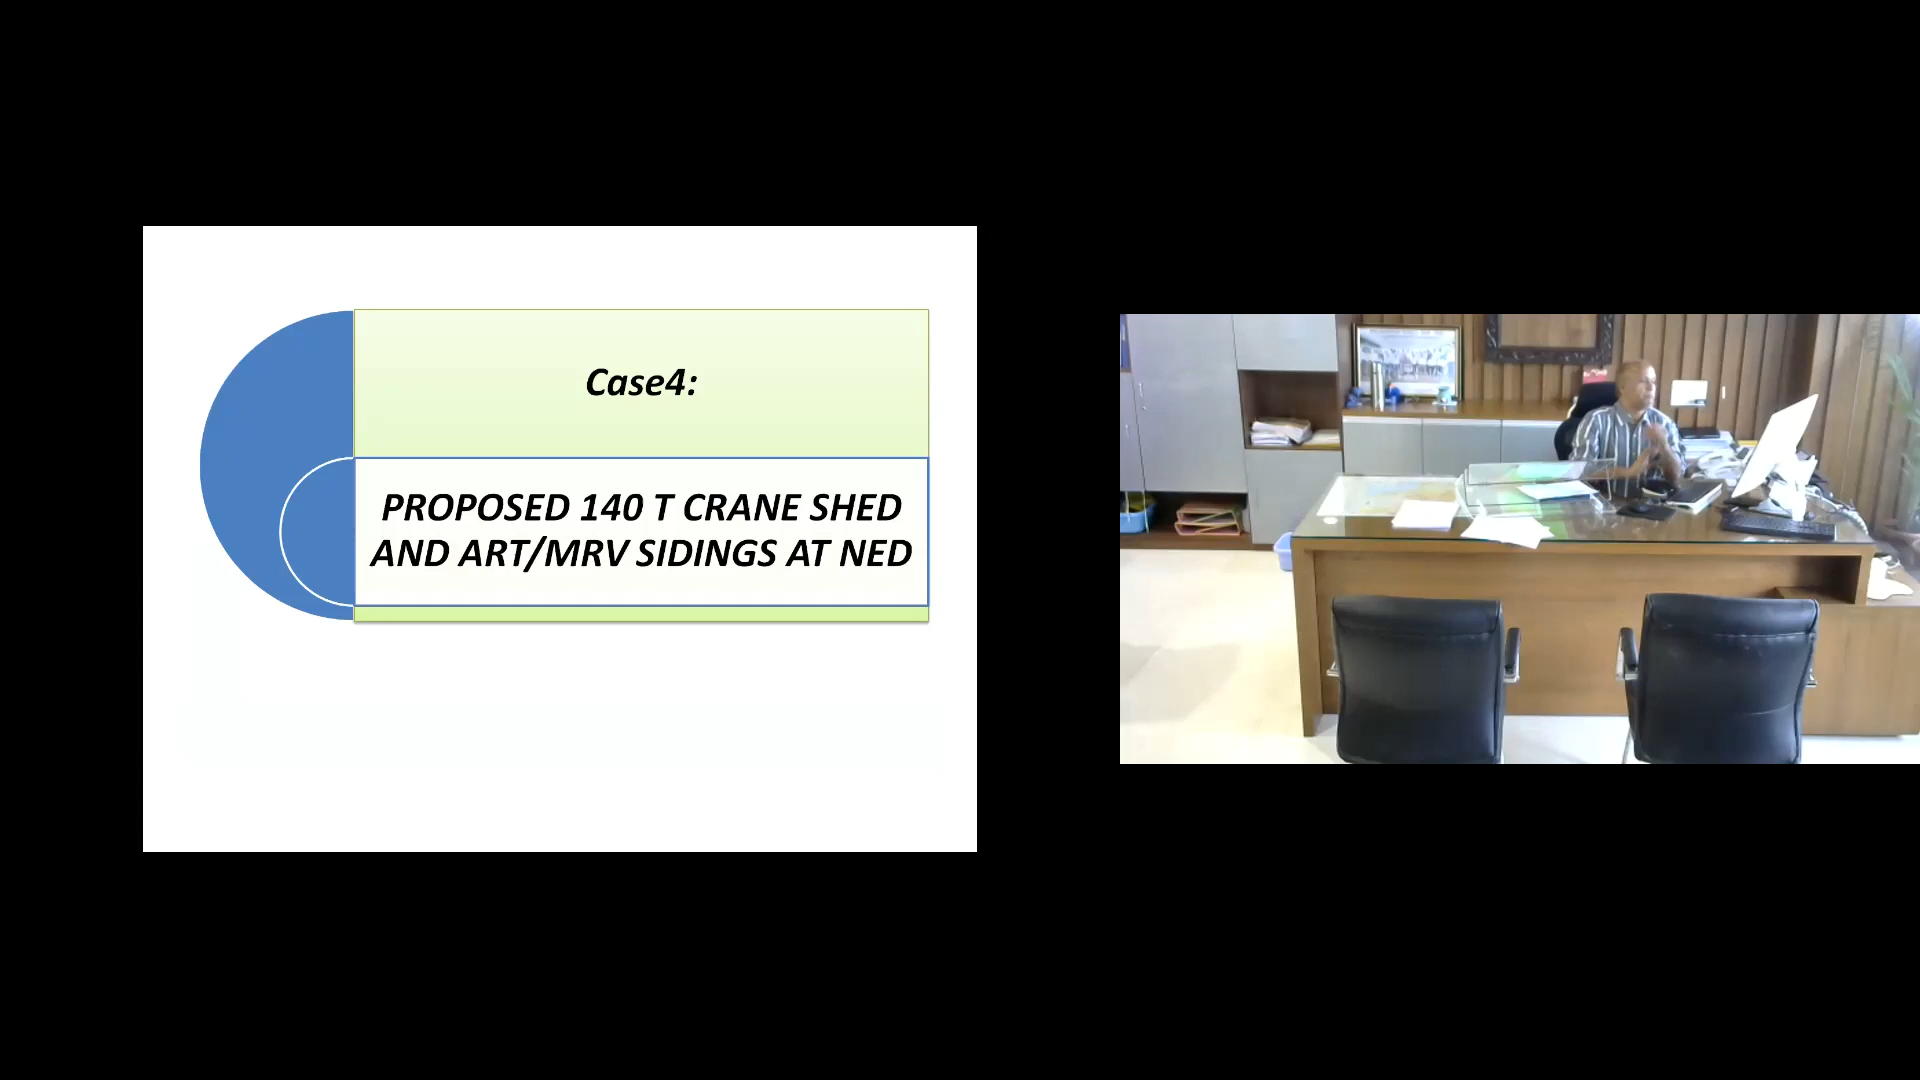 Case4:
PROPOSED 140 T CRANE SHED
AND ART/MRV SIDINGS AT NED